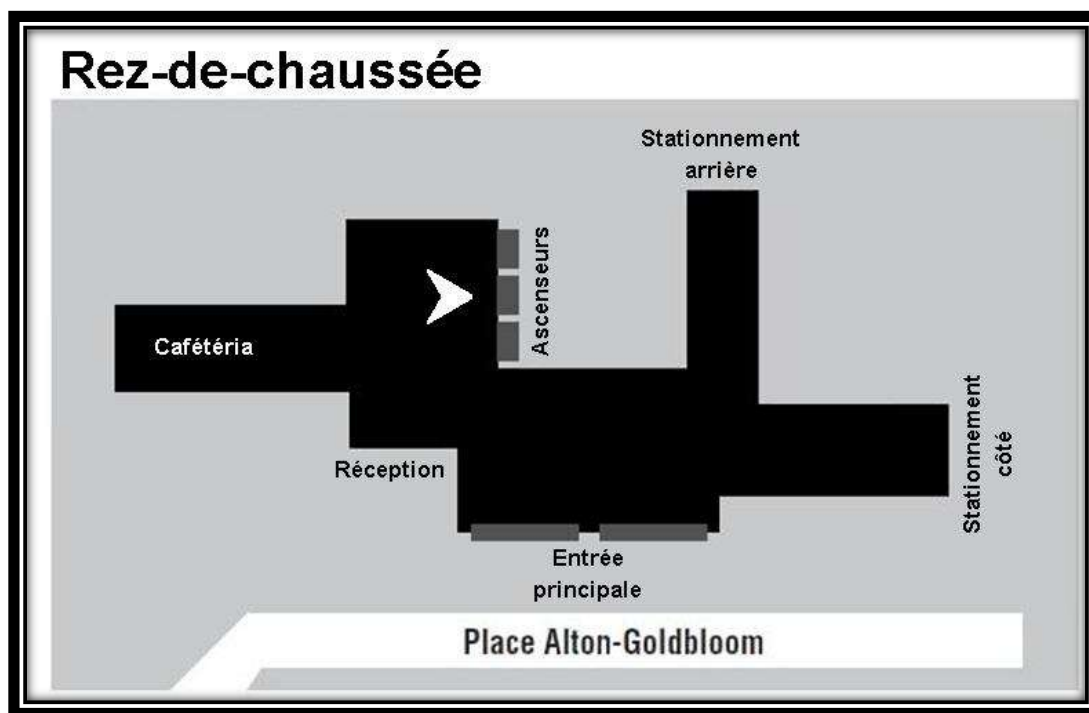 Rez-de-chaussée
Stationnement
arrière
Ascenseurs
Cafétéria
Stationnement
côté
Réception
Entrée
principale
Place Alton-Goldbloom